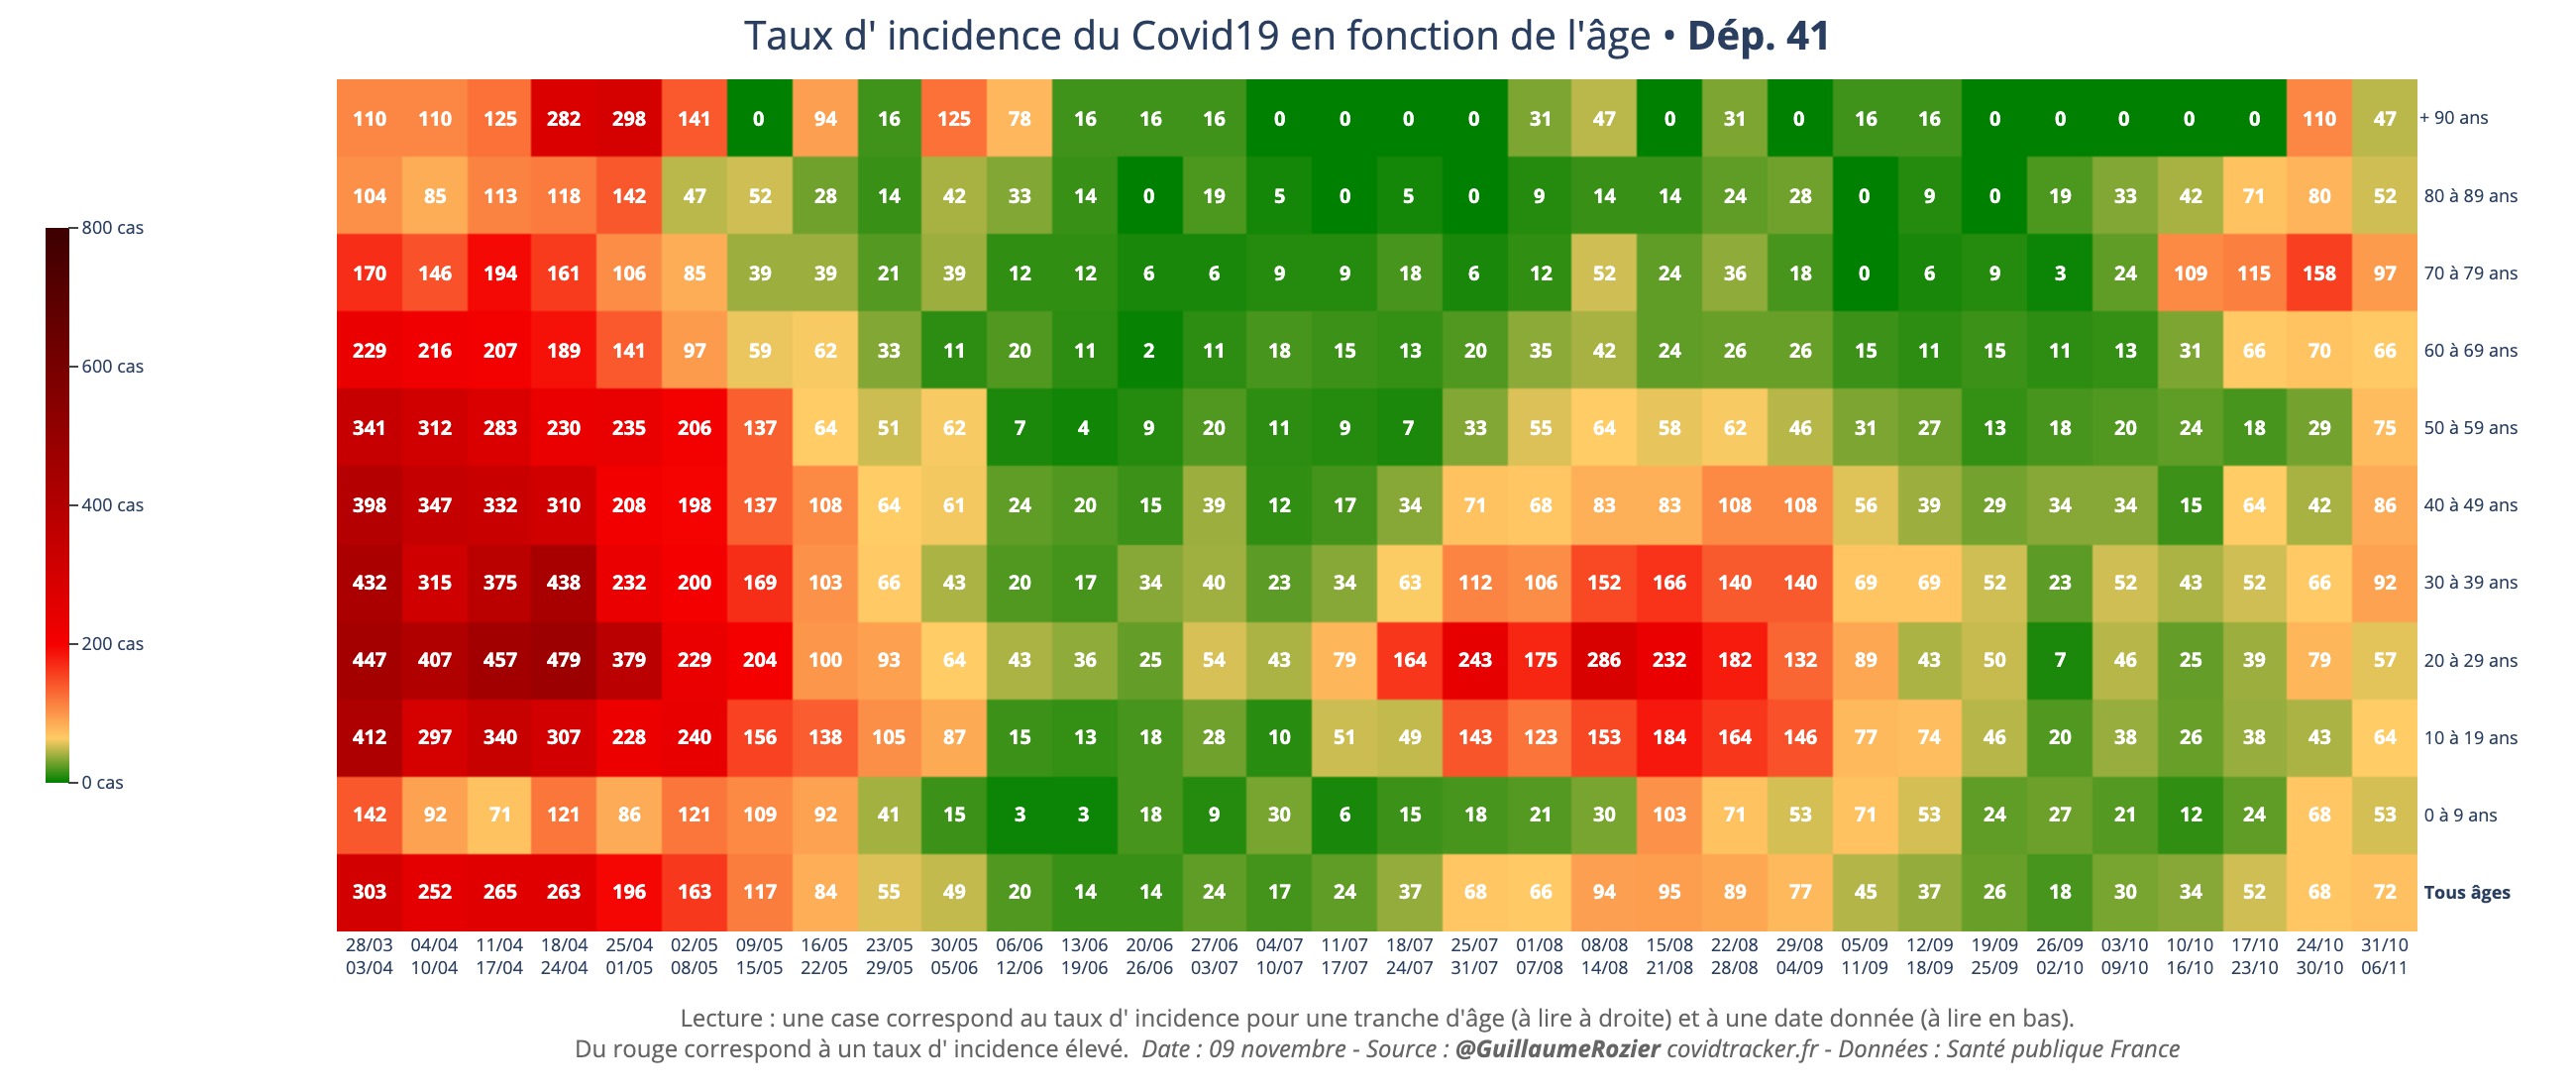 Taux d' incidence du Covid19 en fonction de l'âge • Dép. 41
800 cas
600 cas
400 cas
200 cas
0 cas
110 110 125 282 298 141 0 94 16 125 78 16 16 16 0 0 0 0 31 47 0 31 0 16 16 0 0 0 0 0 110 47 + 90 ans
104 85 113 118 142 47 52 28 14 42 33 14 0 19 5 0 5 0 9 14 14 24 28 0 9 0 19 33 42 71 80 52 80 à 89 ans
170 146 194 161 106 85 39 39 21 39 12 12 6 6 9 9 18 6 12 52 24 36 18 0 6 9 3 24 109 115 158 97 70 à 79 ans
229 216 207 189 141 97 59 62 33 11 20 11 2 11 18 15 13 20 35 42 24 26 26 15 11 15 11 13 31 66 70 66 60 à 69 ans
341 312 283 230 235 206 137 64 51 62 7 4 9 20 11 9 7 33 55 64 58 62 46 31 27 13 18 20 24 18 29 75 50 à 59 ans
398 347 332 310 208 198 137 108 64 61 24 20 15 39 12 17 34 71 68 83 83 108 108 56 39 29 34 34 15 64 42 86 40 à 49 ans
432 315 375 438 232 200 169 103 66 43 20 17 34 40 23 34 63 112 106 152 166 140 140 69 69 52 23 52 43 52 66 92 30 à 39 ans
447 407 457 479 379 229 204 100 93 64 43 36 25 54 43 79 164 243 175 286 232 182 132 89 43 50 7 46 25 39 79 57 20 à 29 ans
412 297 340 307 228 240 156 138 105 87 15 13 18 28 10 51 49 143 123 153 184 164 146 77 74 46 20 38 26 38 43 64 10 à 19 ans
142 92 71 121 86 121 109 92 41 15 3 3 18 9 30 6 15 18 21 30 103 71 53 71 53 24 27 21 12 24 68 53 0 à 9 ans
303 252 265 263 196 163 117 84 55 49 20 14 14 24 17 24 37 68 66 94 95 89 77 45 37 26 18 30 34 52 68 72 Tous âges
28/03 04/04 11/04 18/04 25/04 02/05 09/05 16/05 23/05 30/05 06/06 13/06 20/06 27/06 04/07 11/07 18/07 25/07 01/08 08/08 15/08 22/08 29/08 05/09 12/09 19/09 26/09 03/10 10/10 17/10 24/10 31/10
03/04 10/04 17/04 24/04 01/05 08/05 15/05 22/05 29/05 05/06 12/06 19/06 26/06 03/07 10/07 17/07 24/07 31/07 07/08 14/08 21/08 28/08 04/09 11/09 18/09 25/09 02/10 09/10 16/10 23/10 30/10 06/11
Lecture : une case correspond au taux d' incidence pour une tranche d'âge (à lire à droite) et à une date donnée (à lire en bas).
Du rouge correspond à un taux d' incidence élevé. Date : 09 novembre - Source : @GuillaumeRozier covidtracker.fr - Données : Santé publique France